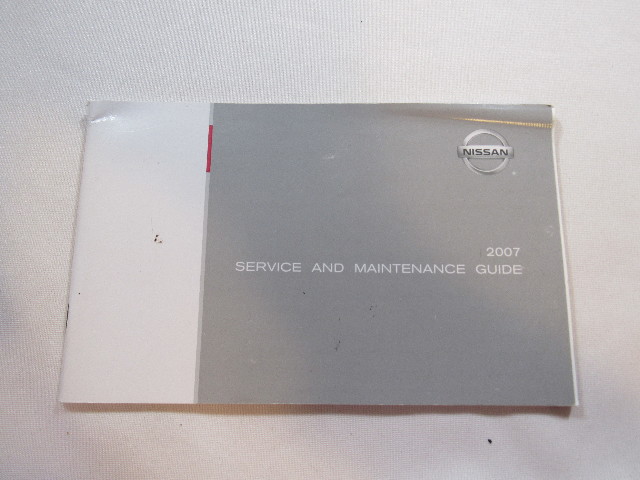 NISSAN
2007
SERVICE AND MAINTENANCE GUIDE